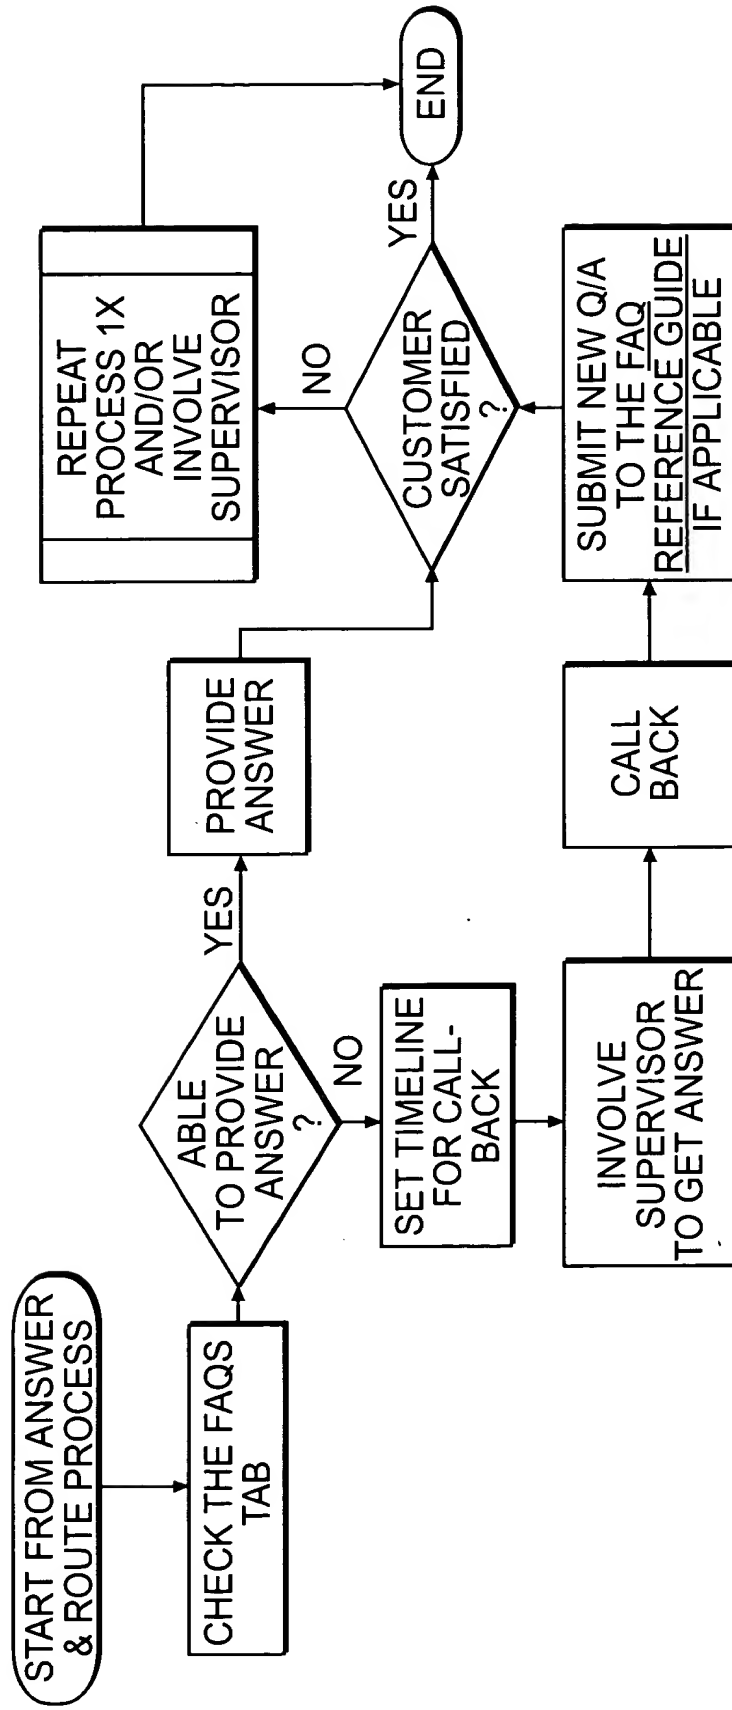 START FROM ANSWER
& ROUTE PROCESS
CHECK THE FAQS
TAB
ABLE
TO PROVIDE
ANSWER
?
YES
NO
PROVIDE
ANSWER
SET TIMELINE
FOR CALL-
BACK
INVOLVE
SUPERVISOR
TO GET ANSWER
CALL
BACK
SUBMIT NEW Q/A
TO THE FAQ
REFERENCE GUIDE
IF APPLICABLE
CUSTOMER
SATISFIED
?
NO
YES
REPEAT
PROCESS 1X
AND/OR
INVOLVE
SUPERVISOR
END